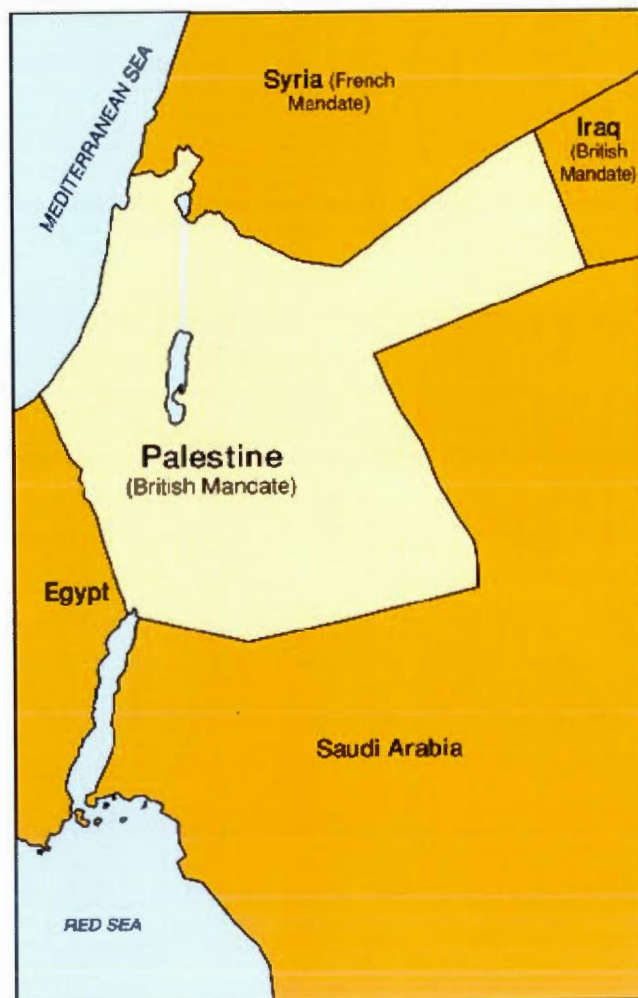 MEDITERRANEAN SEA
Syria (French
Mandate)
Iraq
(British
Mandate)
Palestine
(British Mancate)
Egypt
Saudi Arabia
RED SEA